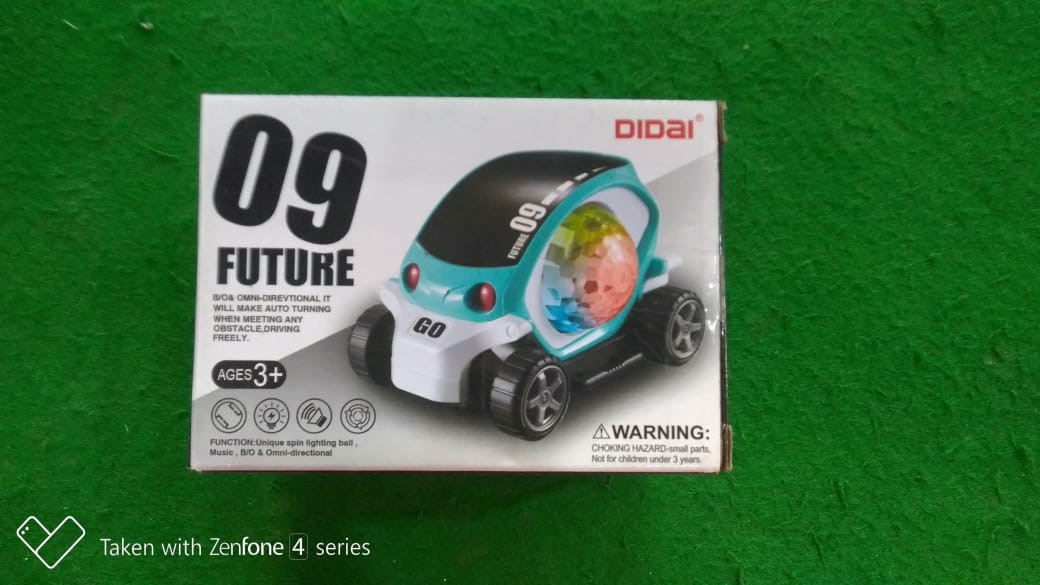 09
FUTURE
DIDAI®
B/O& OMNI-DIREVTIONAL IT
WILL MAKE AUTO TURNING
WHEN MEETING ANY
OBSTACLE,DRIVING
FREELY.
AGES 3+
FUTURE 09
GO
FUNCTION:Unique spin lighting ball ,
Music , B/O & Omni-directional
⚠WARNING:
CHOKING HAZARD-small parts,
Not for children under 3 years.
Taken with Zenfone 4 series